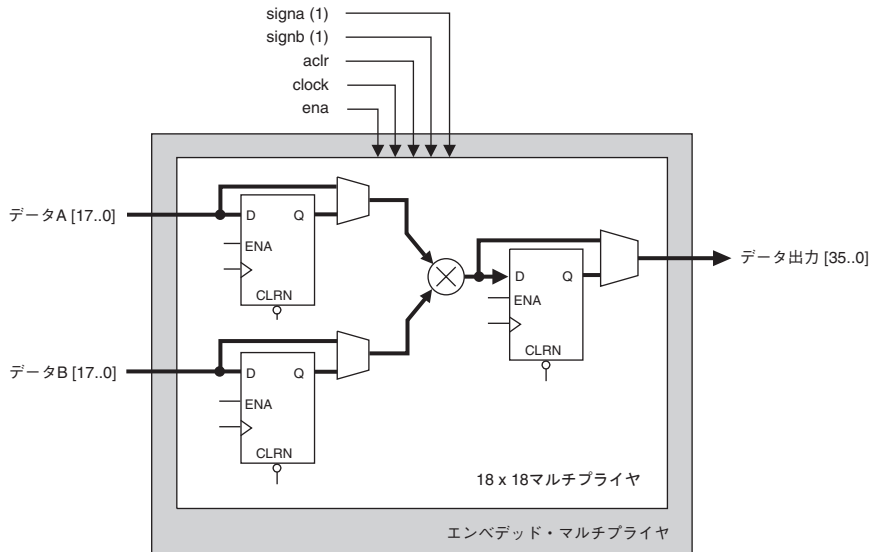 signa (1)
signb (1)
aclr
clock
ena
データA [17..0]
D Q
ENA
CLRN
データ出力 [35..0]
D Q
ENA
CLRN
データB [17..0]
D Q
ENA
CLRN
18 x 18マルチプライヤ
エンベデッド・マルチプライヤ